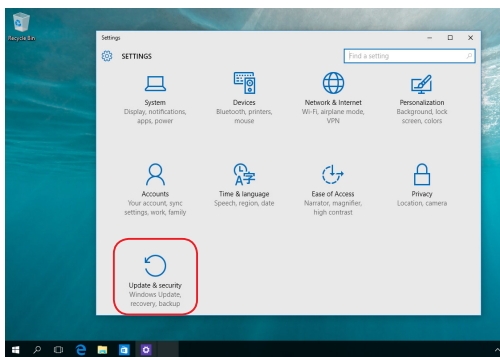 Recycle Bin
Settings
SETTINGS
Find a setting
System
Display, notifications,
apps, power
Devices
Bluetooth, printers,
mouse
Network & Internet
Wi-Fi, airplane mode,
VPN
Personalization
Background, lock
screen, colors
Accounts
Your account, sync
settings, work, family
Time & language
Speech, region, date
Ease of Access
Narrator, magnifier,
high contrast
Privacy
Location, camera
Update & security
Windows Update,
recovery, backup